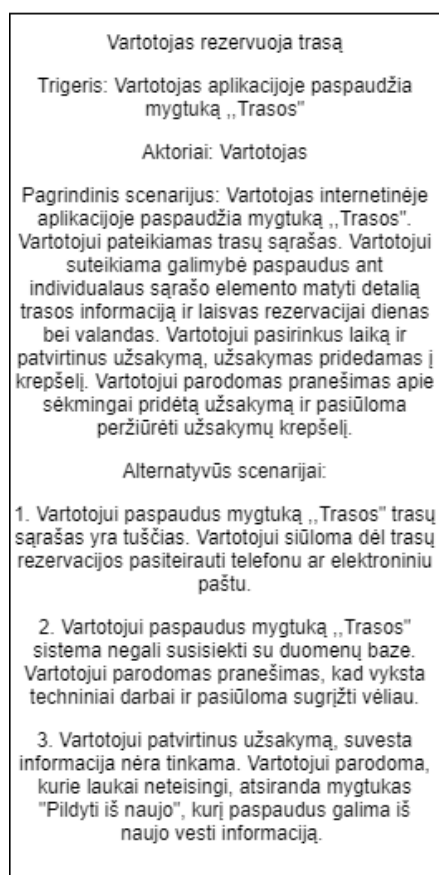 Vartotojas rezervuoja trasą
Trigeris: Vartotojas aplikacijoje paspaudžia
mygtuką ,,Trasos"
Aktoriai: Vartotojas
Pagrindinis scenarijus: Vartotojas internetinėje
aplikacijoje paspaudžia mygtuką ,,Trasos".
Vartotojui pateikiamas trasų sąrašas. Vartotojui
suteikiama galimybė paspaudus ant
individualaus sąrašo elemento matyti detalią
trasos informaciją ir laisvas rezervacijai dienas
bei valandas. Vartotojui pasirinkus laiką ir
patvirtinus užsakymą, užsakymas pridedamas į
krepšelį. Vartotojui parodomas pranešimas apie
sėkmingai pridėtą užsakymą ir pasiūloma
peržiūrėti užsakymų krepšelį.
Alternatyvūs scenarijai:
1. Vartotojui paspaudus mygtuką ,,Trasos" trasų
sąrašas yra tuščias. Vartotojui siūloma dėl trasų
rezervacijos pasiteirauti telefonu ar elektroniniu
paštu.
2. Vartotojui paspaudus mygtuką ,,Trasos"
sistema negali susisiekti su duomenų baze.
Vartotojui parodomas pranešimas, kad vyksta
techniniai darbai ir pasiūloma sugrįžti vėliau.
3. Vartotojui patvirtinus užsakymą, suvesta
informacija nėra tinkama. Vartotojui parodoma,
kurie laukai neteisingi, atsiranda mygtukas
"Pildyti iš naujo", kurį paspaudus galima iš
naujo vesti informaciją.